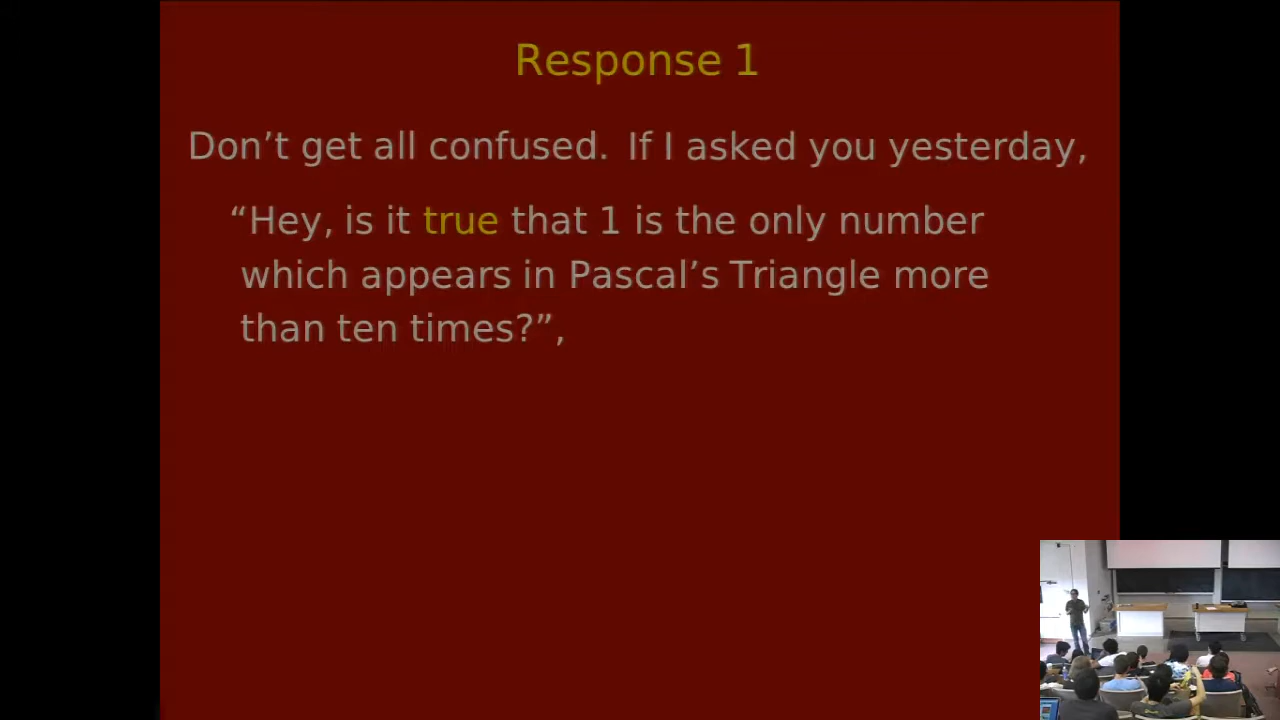 Response 1
Don’t get all confused. If I asked you yesterday,
“Hey, is it true that 1 is the only number
which appears in Pascal’s Triangle more
than ten times?”,